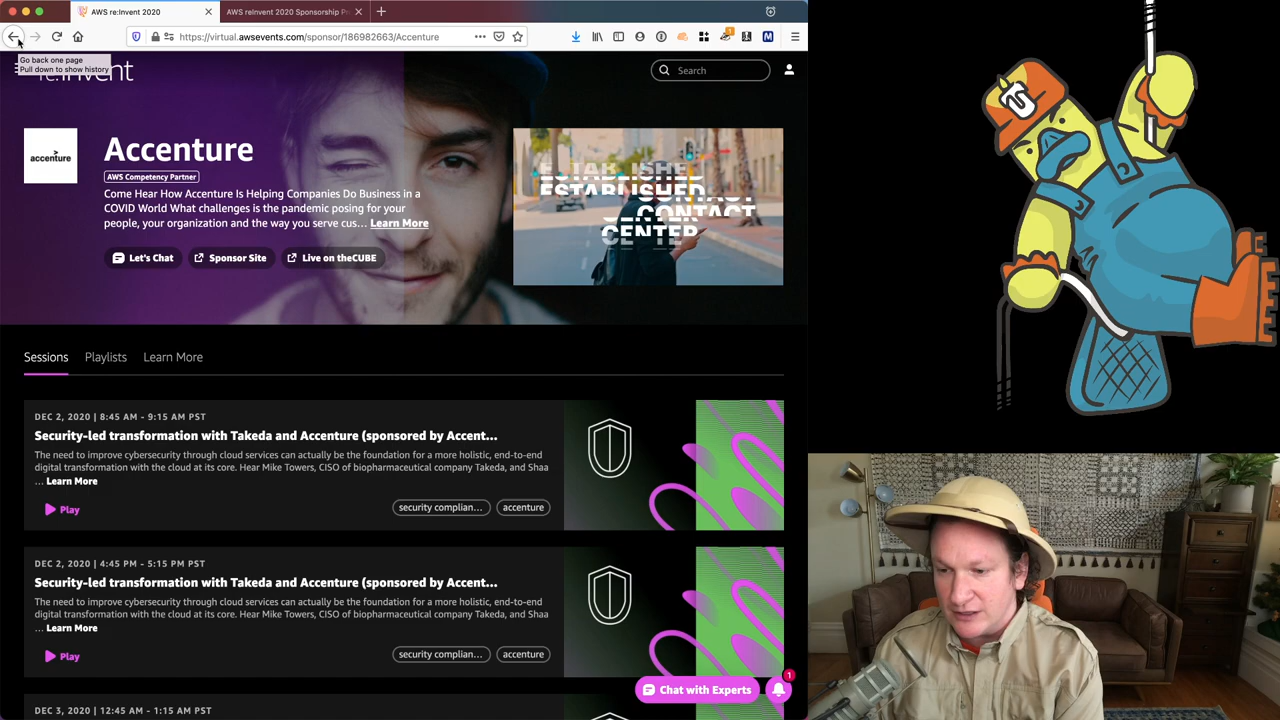 AWS re:Invent 2020
AWS reInvent 2020 Sponsorship P
https://virtual.awsevents.com/sponsor/186982663/Accenture
1
Go back one page
Pull down to show history
re:Invent
Search
accenture
Accenture
AWS Competency Partner
Come Hear How Accenture Is Helping Companies Do Business in a
COVID World What challenges is the pandemic posing for your
people, your organization and the way you serve cus... Learn More
Let's Chat
Sponsor Site
Live on theCUBE
ESTABLISHED
ESTABLISHED
CONTACT
CONTACT
CENTER
CENTER
Sessions
Playlists
Learn More
DEC 2, 2020 | 8:45 AM - 9:15 AM PST
Security-led transformation with Takeda and Accenture (sponsored by Accent...
The need to improve cybersecurity through cloud services can actually be the foundation for a more holistic, end-to-end
digital transformation with the cloud at its core. Hear Mike Towers, CISO of biopharmaceutical company Takeda, and Shaa
... Learn More
Play
security complian...
accenture
DEC 2, 2020 | 4:45 PM - 5:15 PM PST
Security-led transformation with Takeda and Accenture (sponsored by Accent...
The need to improve cybersecurity through cloud services can actually be the foundation for a more holistic, end-to-end
digital transformation with the cloud at its core. Hear Mike Towers, CISO of biopharmaceutical company Takeda, and Shaa
... Learn More
Play
security complian...
accenture
DEC 3, 2020 | 12:45 AM - 1:15 AM PST
Chat with Experts
1